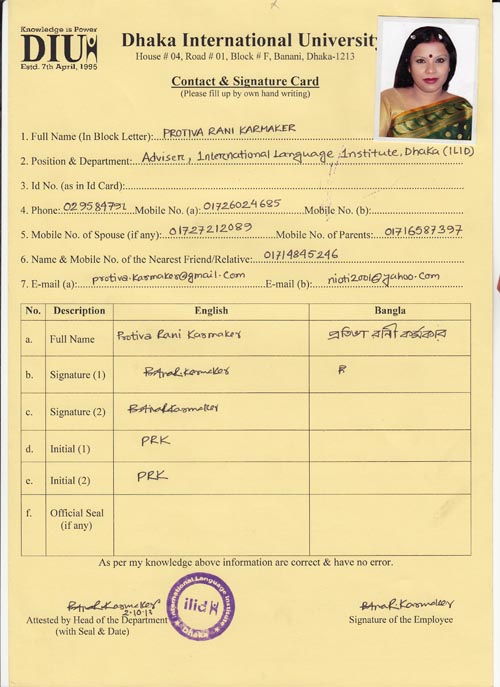 Knowledge is Power
DIU
Estd. 7th April, 1995
Dhaka International University
House # 04, Road # 01, Block # F, Banani, Dhaka-1213
Contact & Signature Card
(Please fill up by own hand writing)
1. Full Name (In Block Letter): PROTIVA RANI KARMAKER
2. Position & Department: Adviser, International Language Institute, Dhaka (ILID)
3. Id No. (as in Id Card):
4. Phone: 029584791 Mobile No. (a): 01726024685 Mobile No. (b):
5. Mobile No. of Spouse (if any): 01727212089 Mobile No. of Parents: 01716587397
6. Name & Mobile No. of the Nearest Friend/Relative: 01714845246
7. E-mail (a): protiva.karmaker@gmail.com E-mail (b): nioti2001@yahoo.com
No. Description English Bangla
a. Full Name Protiva Rani Karmaker প্রতিভা রানী কর্মকার
b. Signature (1)
c. Signature (2)
d. Initial (1) PRK
e. Initial (2) PRK
f. Official Seal (if any)
As per my knowledge above information are correct & have no error.
2-10-13
International Language Institute
ilid
Dhaka
Attested by Head of the Department
(with Seal & Date)
Signature of the Employee